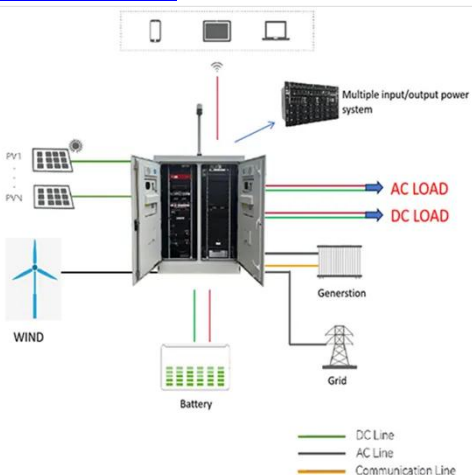 Multiple input/output power
system
PV1
PVN
AC LOAD
DC LOAD
WIND
Generstion
Battery
Grid
DC Line
AC Line
Communication Line